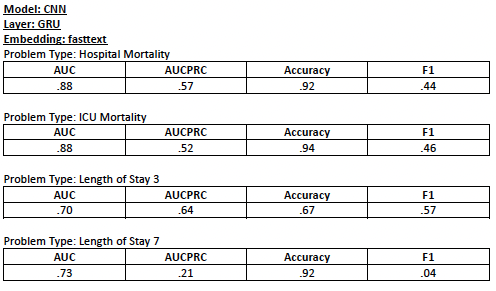 Model: CNN
Layer: GRU
Embedding: fasttext
Problem Type: Hospital Mortality
AUC AUCPRC Accuracy F1
.88 .57 .92 .44
Problem Type: ICU Mortality
AUC AUCPRC Accuracy F1
.88 .52 .94 .46
Problem Type: Length of Stay 3
AUC AUCPRC Accuracy F1
.70 .64 .67 .57
Problem Type: Length of Stay 7
AUC AUCPRC Accuracy F1
.73 .21 .92 .04